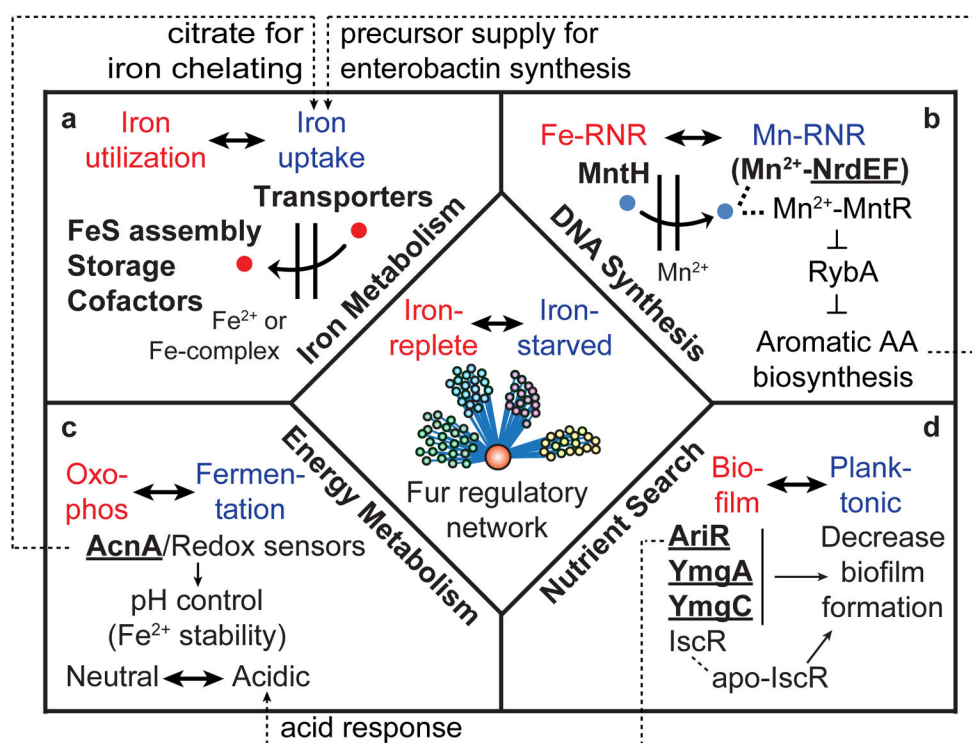 citrate for
iron chelating
precursor supply for
enterobactin synthesis
a
Iron
utilization
Iron
uptake
Transporters
FeS assembly
Storage
Cofactors
Fe²⁺ or
Fe-complex
Iron Metabolism
b
Fe-RNR
Mn-RNR
MntH
(Mn²⁺-NrdEF)
Mn²⁺-MntR
Mn²⁺
RybA
Aromatic AA
biosynthesis
DNA Synthesis
Iron-
replete
Iron-
starved
Fur regulatory
network
c
Oxo-
phos
Fermen-
tation
AcnA/Redox sensors
pH control
(Fe²⁺ stability)
Neutral
Acidic
acid response
Energy Metabolism
d
Bio-
film
Plank-
tonic
AriR
YmgA
YmgC
IscR
Decrease
biofilm
formation
apo-IscR
Nutrient Search